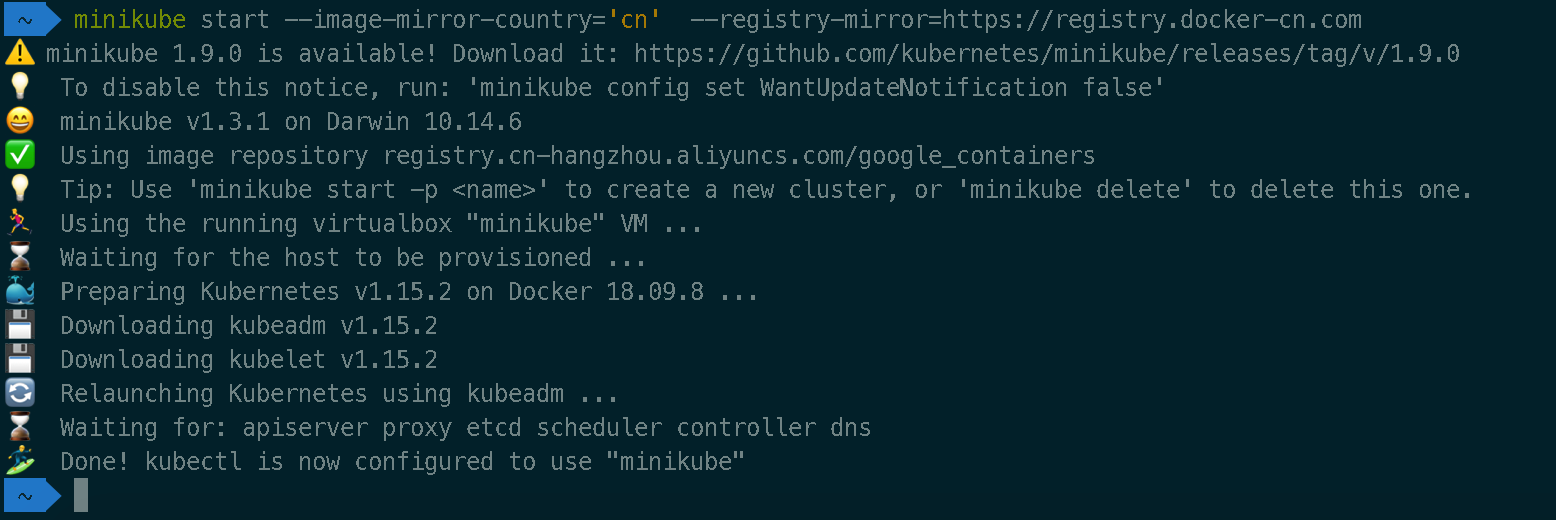 ~ minikube start --image-mirror-country='cn'  --registry-mirror=https://registry.docker-cn.com
minikube 1.9.0 is available! Download it: https://github.com/kubernetes/minikube/releases/tag/v/1.9.0
To disable this notice, run: 'minikube config set WantUpdateNotification false'
minikube v1.3.1 on Darwin 10.14.6
Using image repository registry.cn-hangzhou.aliyuncs.com/google_containers
Tip: Use 'minikube start -p <name>' to create a new cluster, or 'minikube delete' to delete this one.
Using the running virtualbox "minikube" VM ...
Waiting for the host to be provisioned ...
Preparing Kubernetes v1.15.2 on Docker 18.09.8 ...
Downloading kubeadm v1.15.2
Downloading kubelet v1.15.2
Relaunching Kubernetes using kubeadm ...
Waiting for: apiserver proxy etcd scheduler controller dns
Done! kubectl is now configured to use "minikube"
~